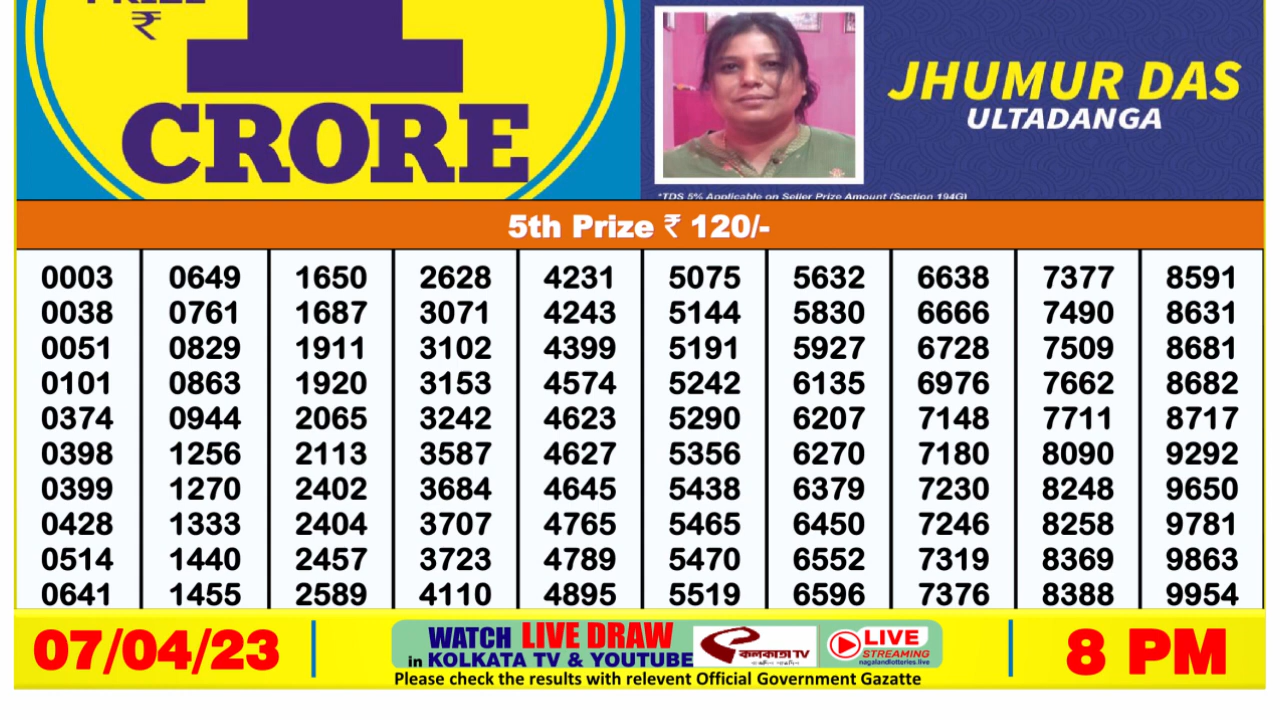 PRIZE
₹
1
CRORE
JHUMUR DAS
ULTADANGA
*TDS 5% Applicable on Seller Prize Amount (Section 194G)
5th Prize ₹ 120/-
0003 0649 1650 2628 4231 5075 5632 6638 7377 8591
0038 0761 1687 3071 4243 5144 5830 6666 7490 8631
0051 0829 1911 3102 4399 5191 5927 6728 7509 8681
0101 0863 1920 3153 4574 5242 6135 6976 7662 8682
0374 0944 2065 3242 4623 5290 6207 7148 7711 8717
0398 1256 2113 3587 4627 5356 6270 7180 8090 9292
0399 1270 2402 3684 4645 5438 6379 7230 8248 9650
0428 1333 2404 3707 4765 5465 6450 7246 8258 9781
0514 1440 2457 3723 4789 5470 6552 7319 8369 9863
0641 1455 2589 4110 4895 5519 6596 7376 8388 9954
07/04/23
WATCH LIVE DRAW
in KOLKATA TV & YOUTUBE
কলকাতা TV
LIVE
STREAMING
nagalandlotteries.live
Please check the results with relevent Official Government Gazatte
8 PM